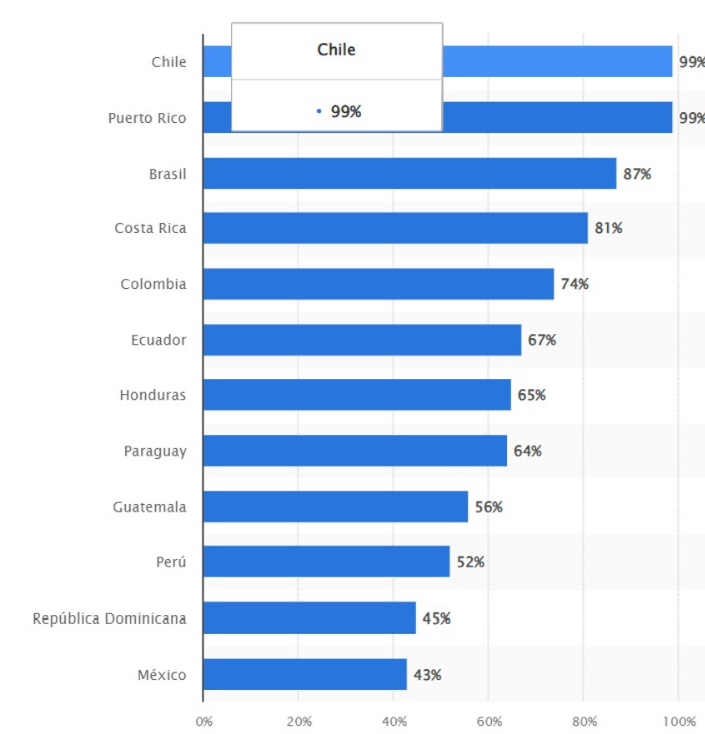 Chile
99%
Chile 99%
Puerto Rico 99%
Brasil 87%
Costa Rica 81%
Colombia 74%
Ecuador 67%
Honduras 65%
Paraguay 64%
Guatemala 56%
Perú 52%
República Dominicana 45%
México 43%
0% 20% 40% 60% 80% 100%